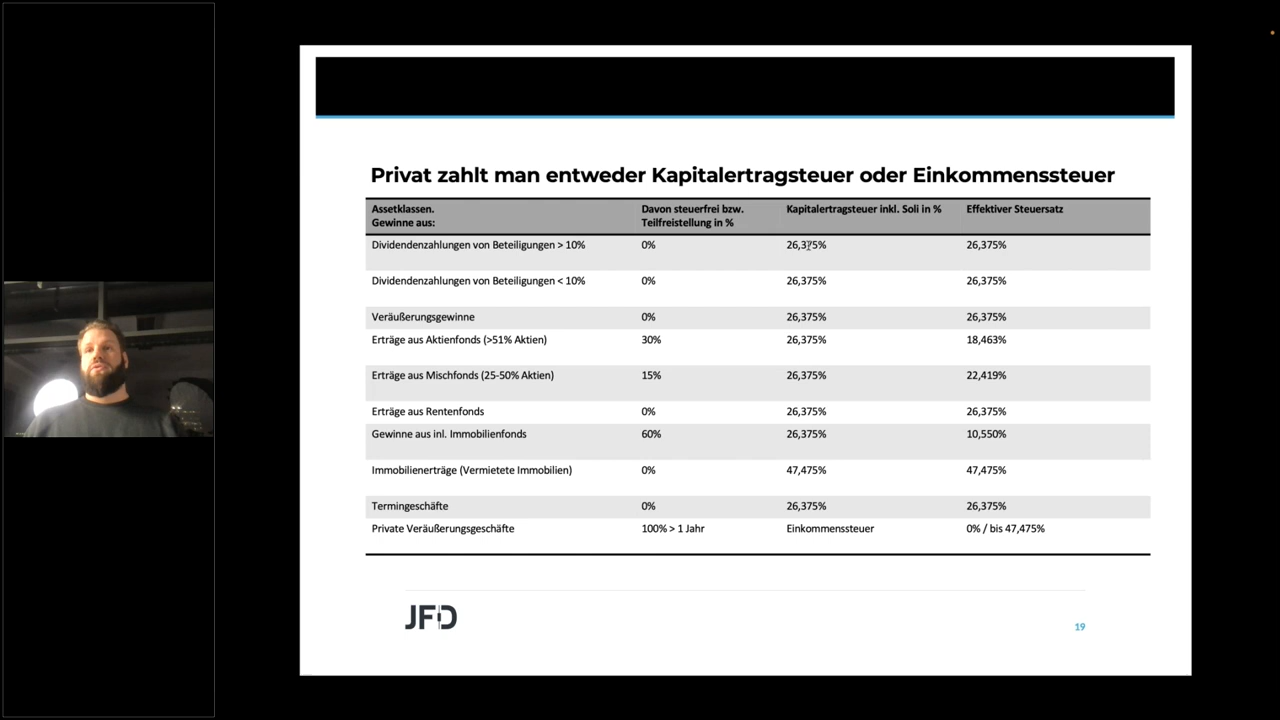 Privat zahlt man entweder Kapitalertragsteuer oder Einkommenssteuer
Assetklassen. Davon steuerfrei bzw. Kapitalertragsteuer inkl. Soli in % Effektiver Steuersatz
Gewinne aus: Teilfreistellung in %
Dividendenzahlungen von Beteiligungen > 10% 0% 26,375% 26,375%
Dividendenzahlungen von Beteiligungen < 10% 0% 26,375% 26,375%
Veräußerungsgewinne 0% 26,375% 26,375%
Erträge aus Aktienfonds (>51% Aktien) 30% 26,375% 18,463%
Erträge aus Mischfonds (25-50% Aktien) 15% 26,375% 22,419%
Erträge aus Rentenfonds 0% 26,375% 26,375%
Gewinne aus inl. Immobilienfonds 60% 26,375% 10,550%
Immobilienerträge (Vermietete Immobilien) 0% 47,475% 47,475%
Termingeschäfte 0% 26,375% 26,375%
Private Veräußerungsgeschäfte 100% > 1 Jahr Einkommenssteuer 0% / bis 47,475%
JFD
19